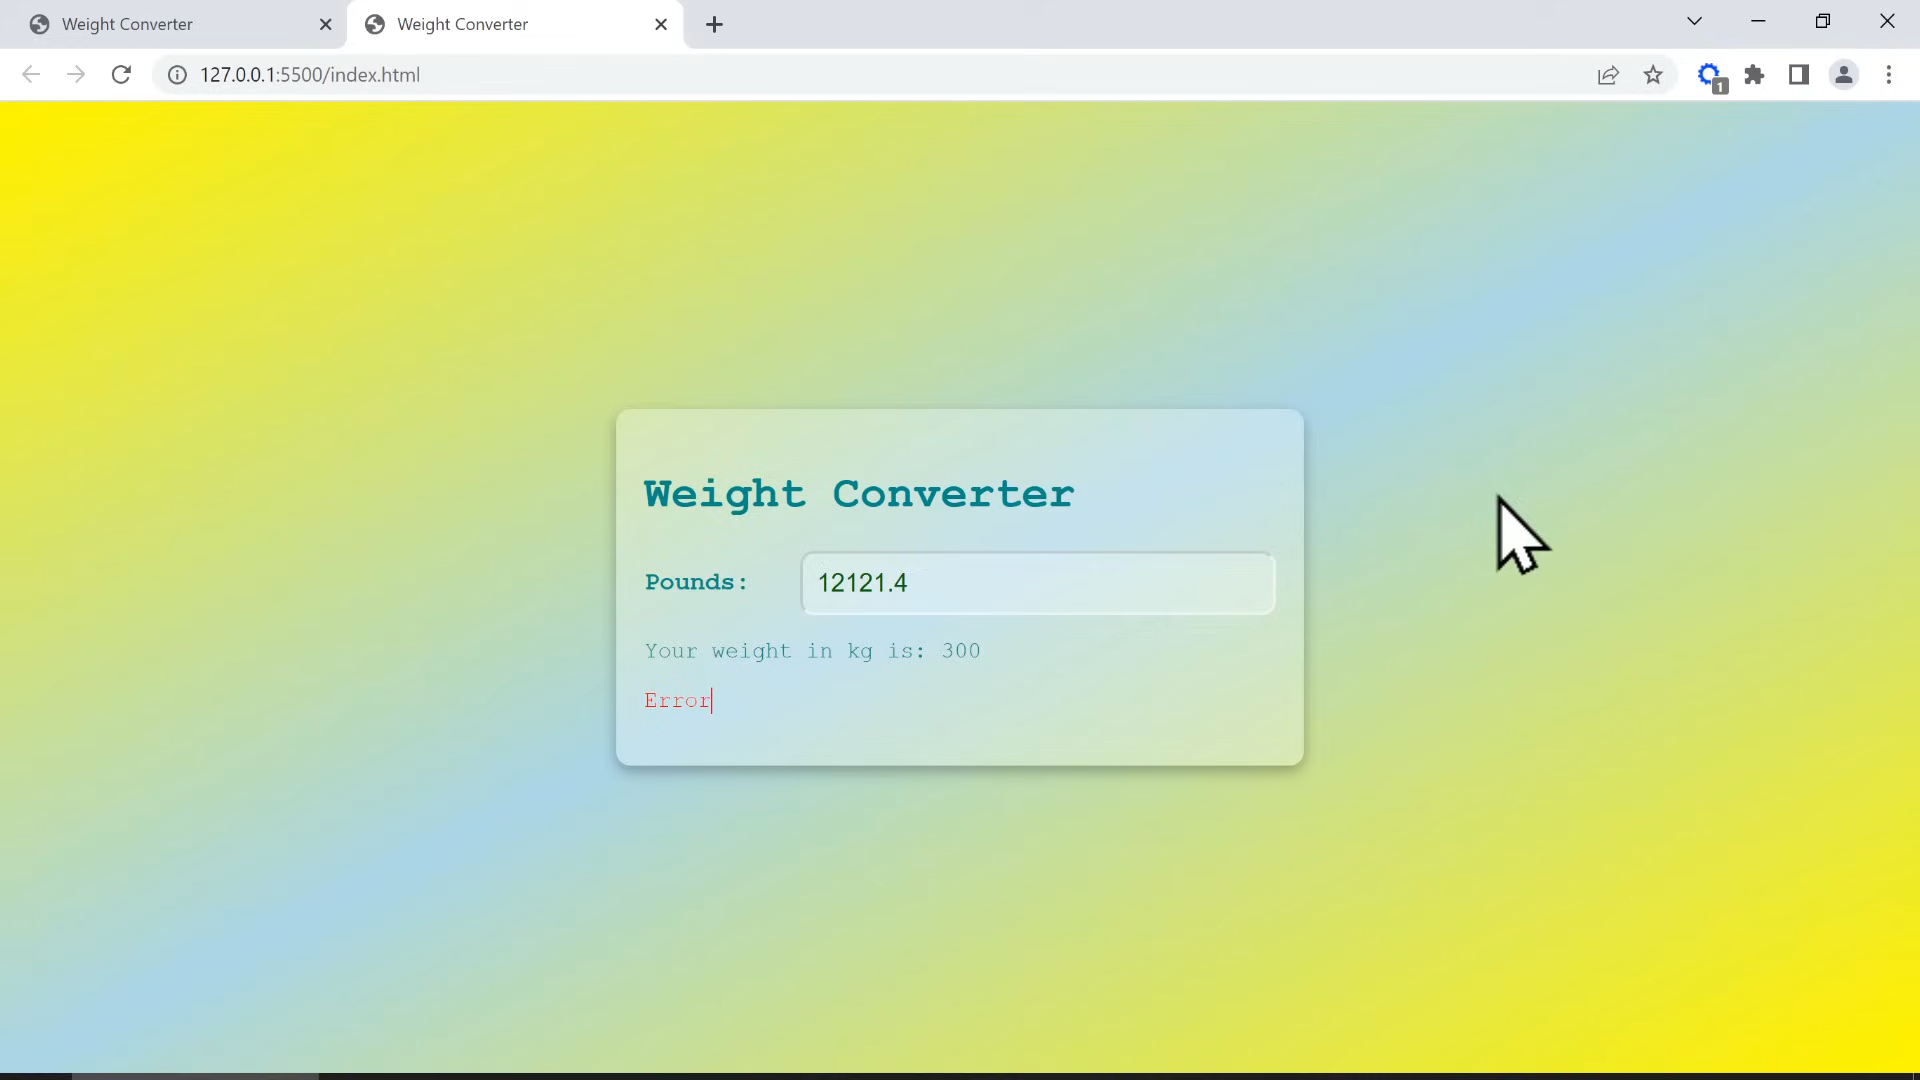 Weight Converter
Weight Converter
127.0.0.1:5500/index.html
1
Weight Converter
Pounds: 12121.4
Your weight in kg is: 300
Error